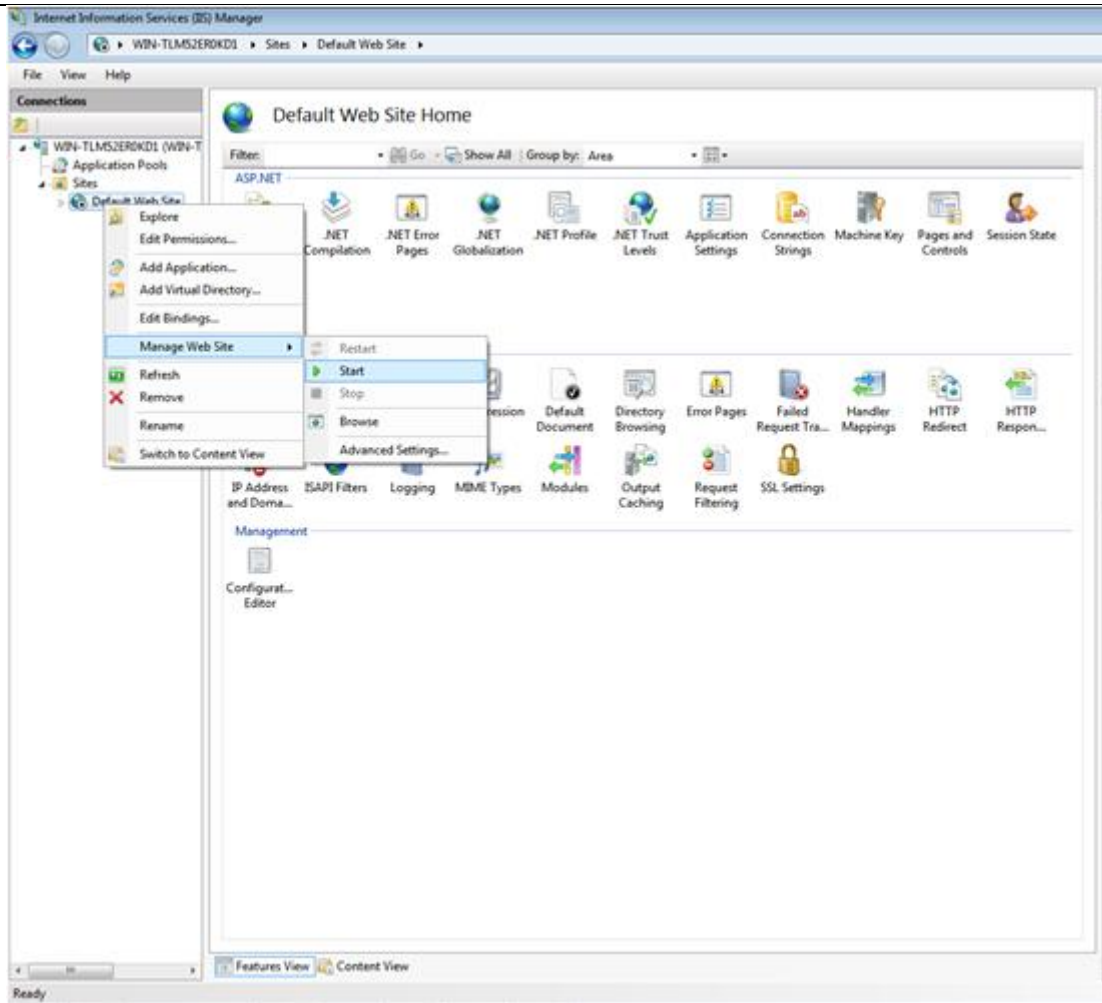 Internet Information Services (IIS) Manager
WIN-TLM52ER0KD1 Sites Default Web Site
File View Help
Connections
WIN-TLM52ER0KD1 (WIN-T
Application Pools
Sites
Default Web Site
Explore
Edit Permissions...
Add Application...
Add Virtual Directory...
Edit Bindings...
Manage Web Site
Refresh
Remove
Rename
Switch to Content View
Restart
Start
Stop
Browse
Advanced Settings...
Default Web Site Home
Filter: Go Show All Group by: Area
ASP.NET
.NET Compilation
.NET Error Pages
.NET Globalization
.NET Profile
.NET Trust Levels
Application Settings
Connection Strings
Machine Key
Pages and Controls
Session State
Default Document
Directory Browsing
Error Pages
Failed Request Tra...
Handler Mappings
HTTP Redirect
HTTP Respon...
IP Address and Doma...
ISAPI Filters
Logging
MIME Types
Modules
Output Caching
Request Filtering
SSL Settings
Management
Configurat... Editor
Features View Content View
Ready